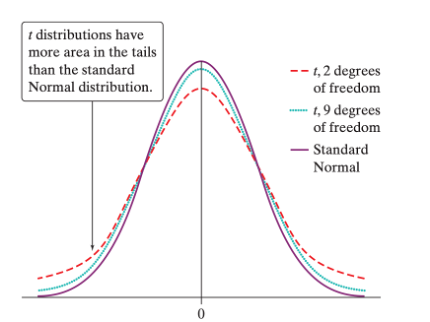 t distributions have
more area in the tails
than the standard
Normal distribution.
t, 2 degrees
of freedom
t, 9 degrees
of freedom
Standard
Normal
0